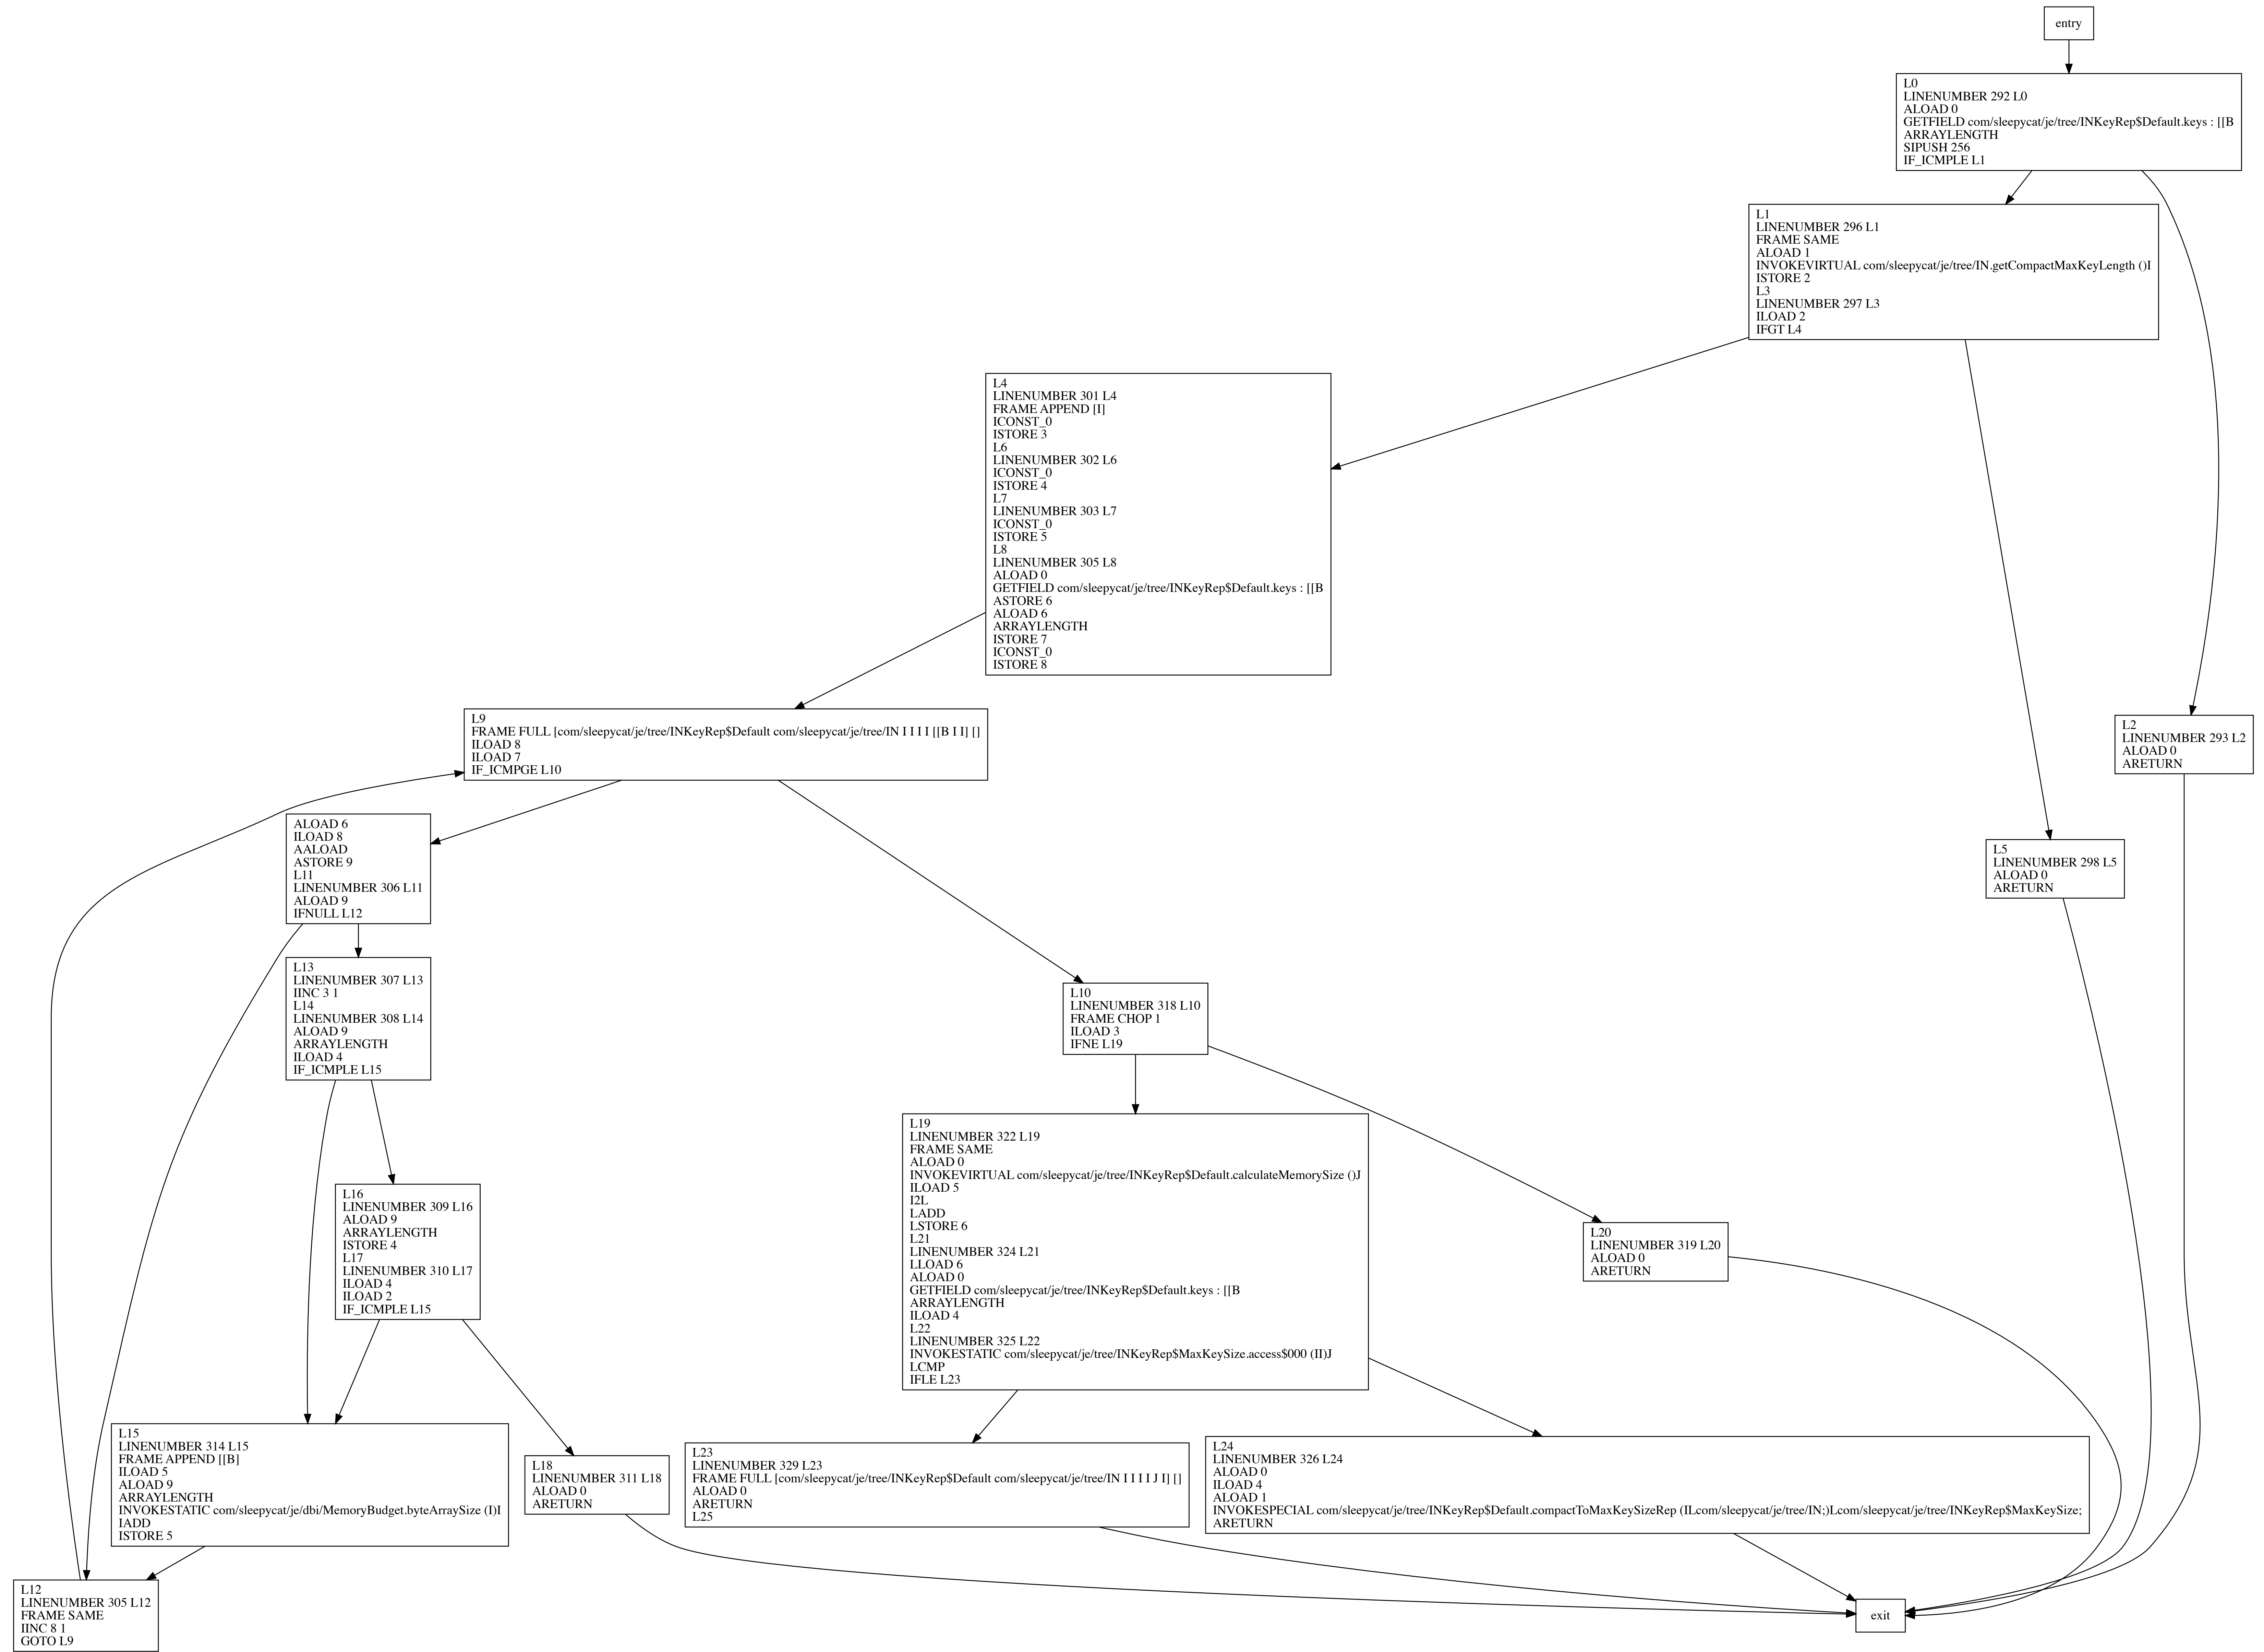 entry
L0
LINENUMBER 292 L0
ALOAD 0
GETFIELD com/sleepycat/je/tree/INKeyRep$Default.keys : [[B
ARRAYLENGTH
SIPUSH 256
IF_ICMPLE L1
L1
LINENUMBER 296 L1
FRAME SAME
ALOAD 1
INVOKEVIRTUAL com/sleepycat/je/tree/IN.getCompactMaxKeyLength ()I
ISTORE 2
L3
LINENUMBER 297 L3
ILOAD 2
IFGT L4
L4
LINENUMBER 301 L4
FRAME APPEND [I]
ICONST_0
ISTORE 3
L6
LINENUMBER 302 L6
ICONST_0
ISTORE 4
L7
LINENUMBER 303 L7
ICONST_0
ISTORE 5
L8
LINENUMBER 305 L8
ALOAD 0
GETFIELD com/sleepycat/je/tree/INKeyRep$Default.keys : [[B
ASTORE 6
ALOAD 6
ARRAYLENGTH
ISTORE 7
ICONST_0
ISTORE 8
L9
FRAME FULL [com/sleepycat/je/tree/INKeyRep$Default com/sleepycat/je/tree/IN I I I I [[B I I] []
ILOAD 8
ILOAD 7
IF_ICMPGE L10
L2
LINENUMBER 293 L2
ALOAD 0
ARETURN
ALOAD 6
ILOAD 8
AALOAD
ASTORE 9
L11
LINENUMBER 306 L11
ALOAD 9
IFNULL L12
L5
LINENUMBER 298 L5
ALOAD 0
ARETURN
L13
LINENUMBER 307 L13
IINC 3 1
L14
LINENUMBER 308 L14
ALOAD 9
ARRAYLENGTH
ILOAD 4
IF_ICMPLE L15
L10
LINENUMBER 318 L10
FRAME CHOP 1
ILOAD 3
IFNE L19
L19
LINENUMBER 322 L19
FRAME SAME
ALOAD 0
INVOKEVIRTUAL com/sleepycat/je/tree/INKeyRep$Default.calculateMemorySize ()J
ILOAD 5
I2L
LADD
LSTORE 6
L21
LINENUMBER 324 L21
LLOAD 6
ALOAD 0
GETFIELD com/sleepycat/je/tree/INKeyRep$Default.keys : [[B
ARRAYLENGTH
ILOAD 4
L22
LINENUMBER 325 L22
INVOKESTATIC com/sleepycat/je/tree/INKeyRep$MaxKeySize.access$000 (II)J
LCMP
IFLE L23
L16
LINENUMBER 309 L16
ALOAD 9
ARRAYLENGTH
ISTORE 4
L17
LINENUMBER 310 L17
ILOAD 4
ILOAD 2
IF_ICMPLE L15
L20
LINENUMBER 319 L20
ALOAD 0
ARETURN
L15
LINENUMBER 314 L15
FRAME APPEND [[B]
ILOAD 5
ALOAD 9
ARRAYLENGTH
INVOKESTATIC com/sleepycat/je/dbi/MemoryBudget.byteArraySize (I)I
IADD
ISTORE 5
L18
LINENUMBER 311 L18
ALOAD 0
ARETURN
L23
LINENUMBER 329 L23
FRAME FULL [com/sleepycat/je/tree/INKeyRep$Default com/sleepycat/je/tree/IN I I I I J I] []
ALOAD 0
ARETURN
L25
L24
LINENUMBER 326 L24
ALOAD 0
ILOAD 4
ALOAD 1
INVOKESPECIAL com/sleepycat/je/tree/INKeyRep$Default.compactToMaxKeySizeRep (ILcom/sleepycat/je/tree/IN;)Lcom/sleepycat/je/tree/INKeyRep$MaxKeySize;
ARETURN
L12
LINENUMBER 305 L12
FRAME SAME
IINC 8 1
GOTO L9
exit